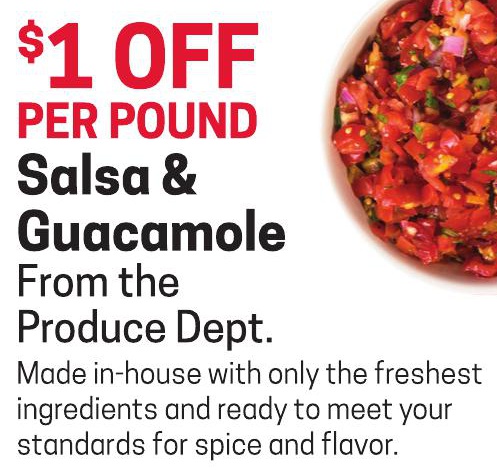 $1 OFF
PER POUND
Salsa &
Guacamole
From the
Produce Dept.
Made in-house with only the freshest
ingredients and ready to meet your
standards for spice and flavor.